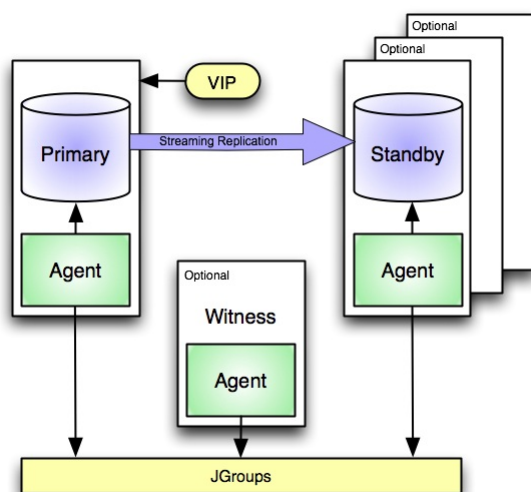 Optional
Optional
VIP
Primary
Streaming Replication
Standby
Agent
Agent
Optional
Witness
Agent
JGroups